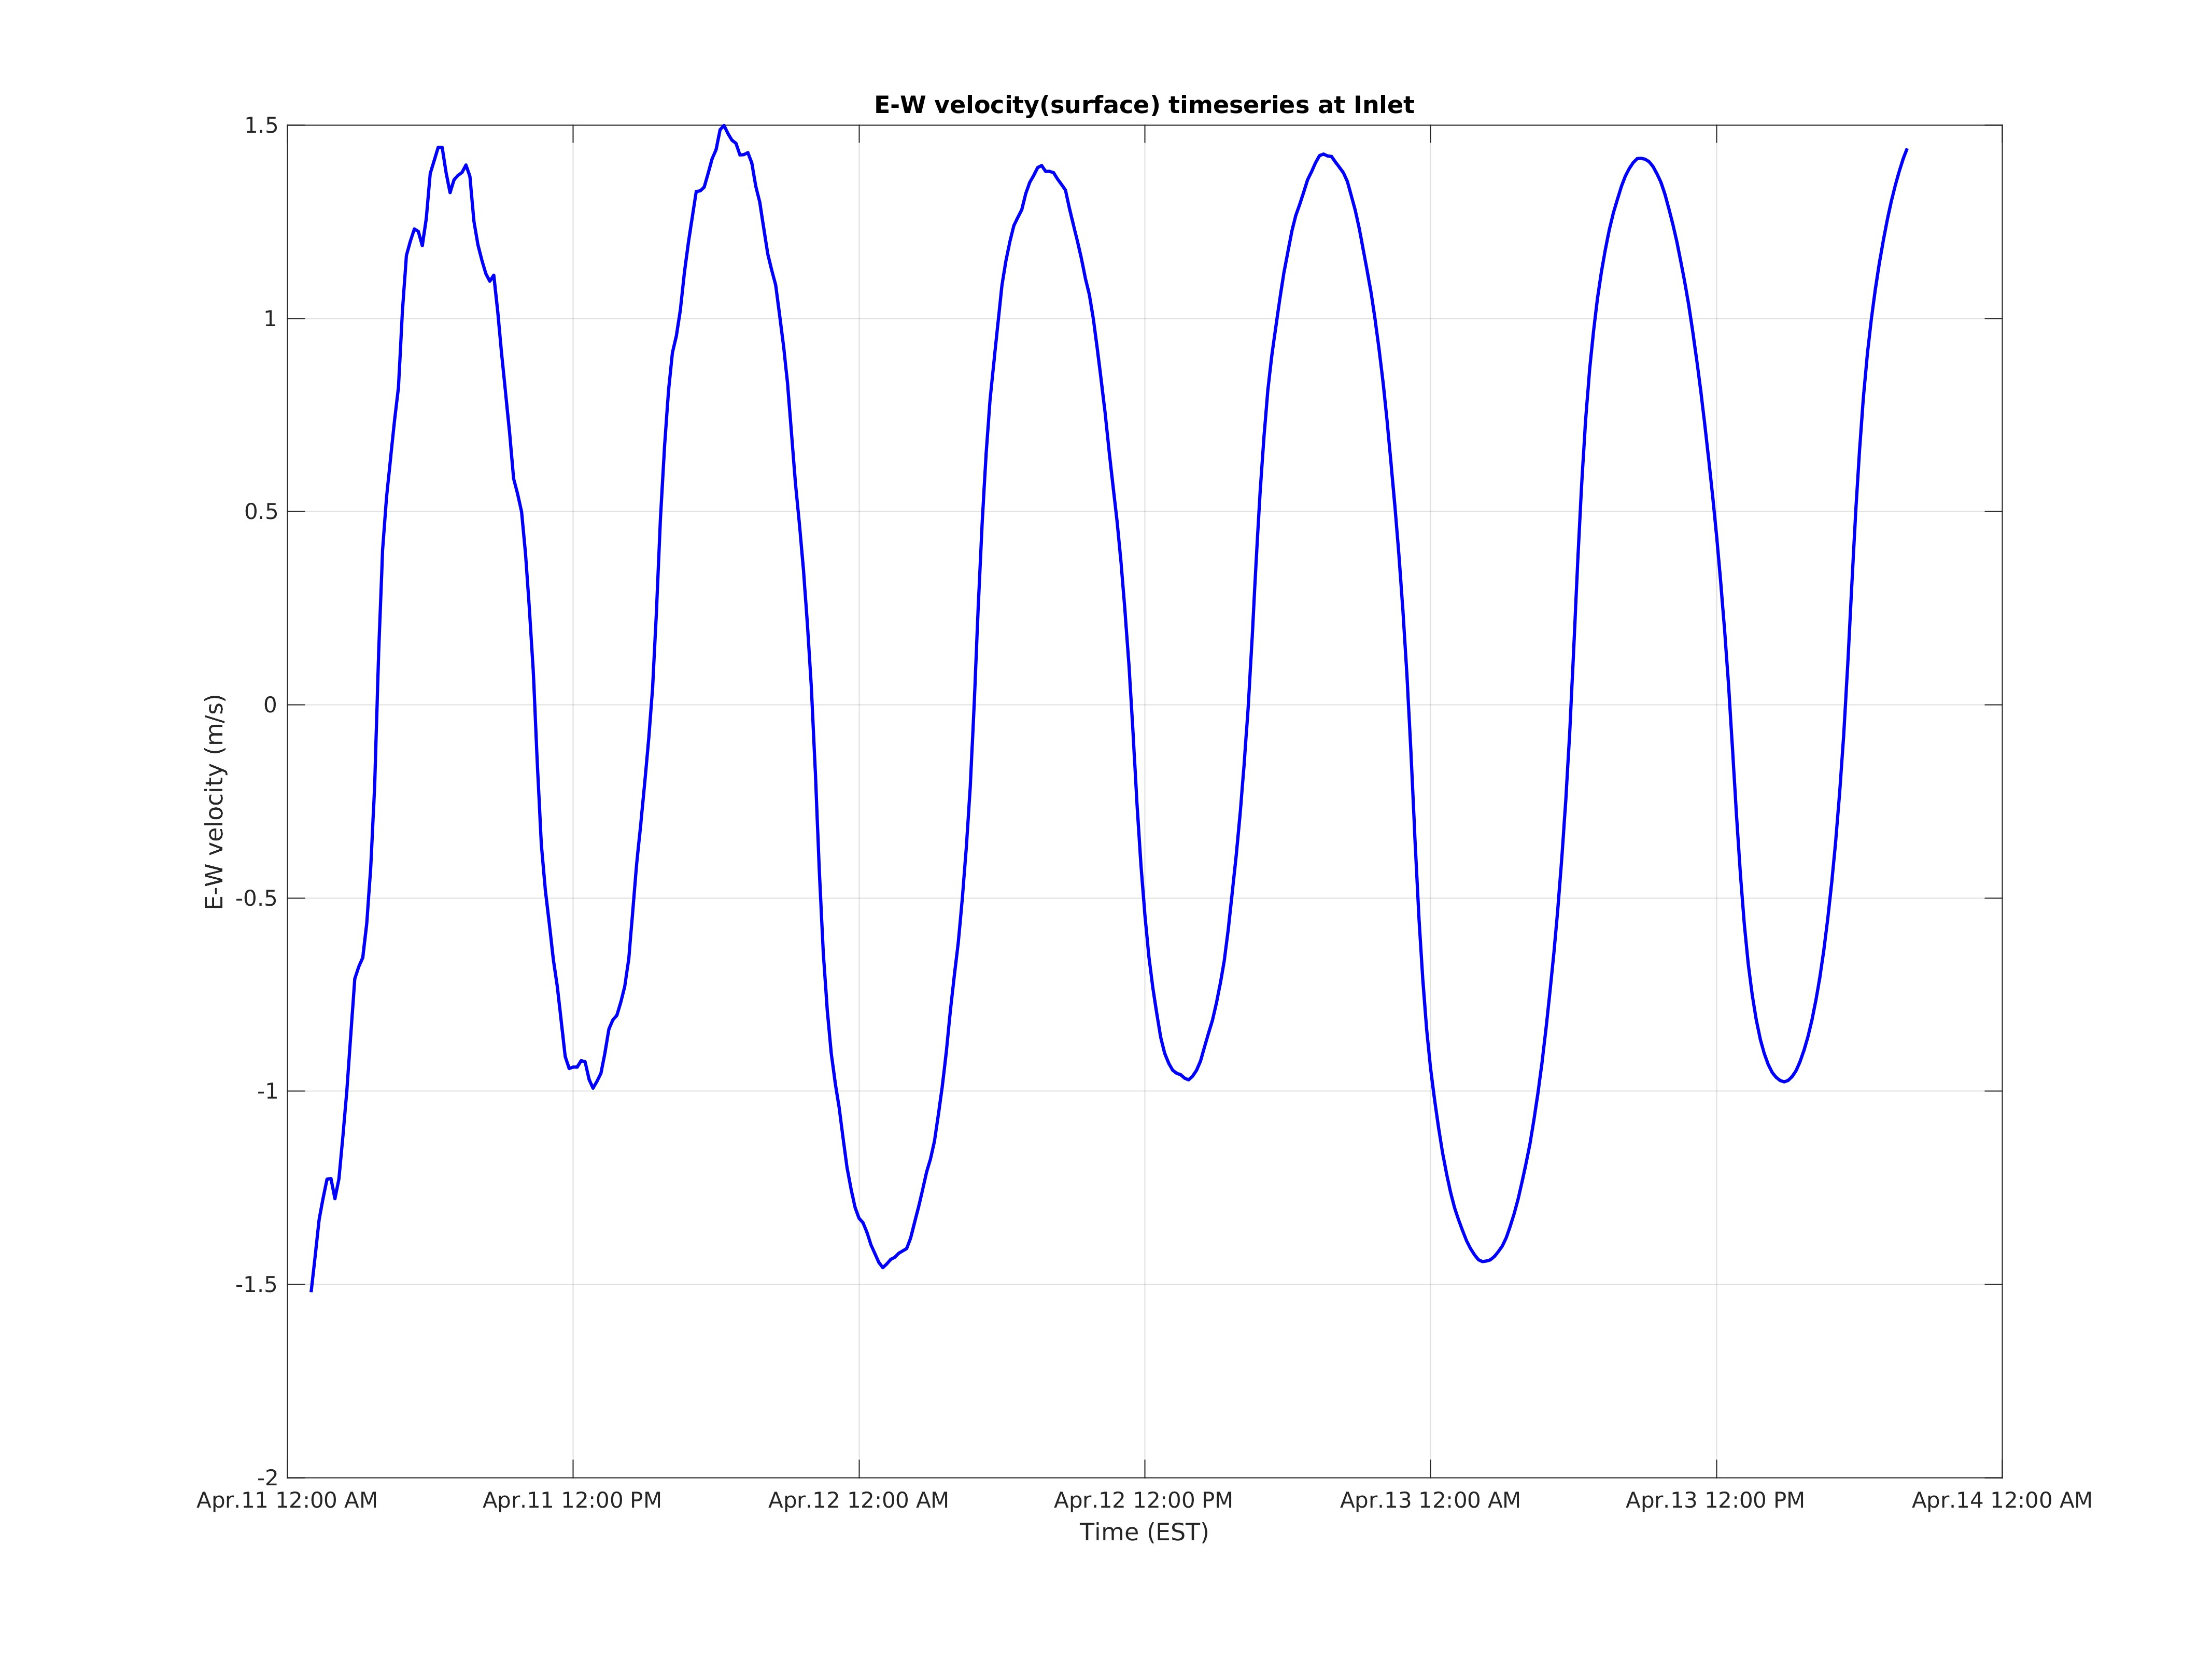 E-W velocity(surface) timeseries at Inlet
1.5
1
0.5
0
-0.5
-1
-1.5
-2
E-W velocity (m/s)
Apr.11 12:00 AM Apr.11 12:00 PM Apr.12 12:00 AM Apr.12 12:00 PM Apr.13 12:00 AM Apr.13 12:00 PM Apr.14 12:00 AM
Time (EST)